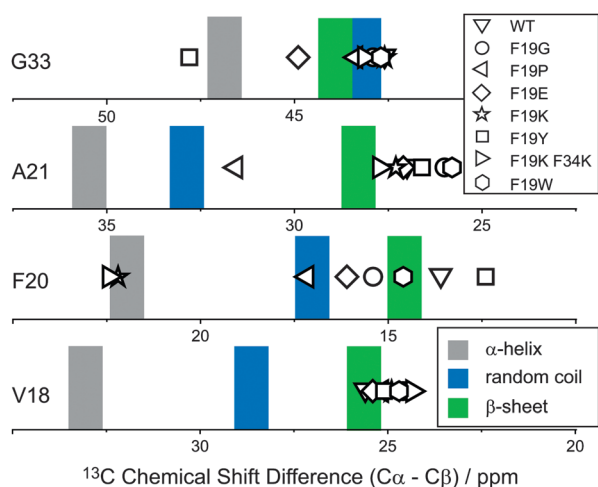 G33
50
45
WT
F19G
F19P
F19E
F19K
F19Y
F19K F34K
F19W
A21
35
30
25
F20
20
15
V18
30
25
20
α-helix
random coil
β-sheet
¹³C Chemical Shift Difference (Cα - Cβ) / ppm